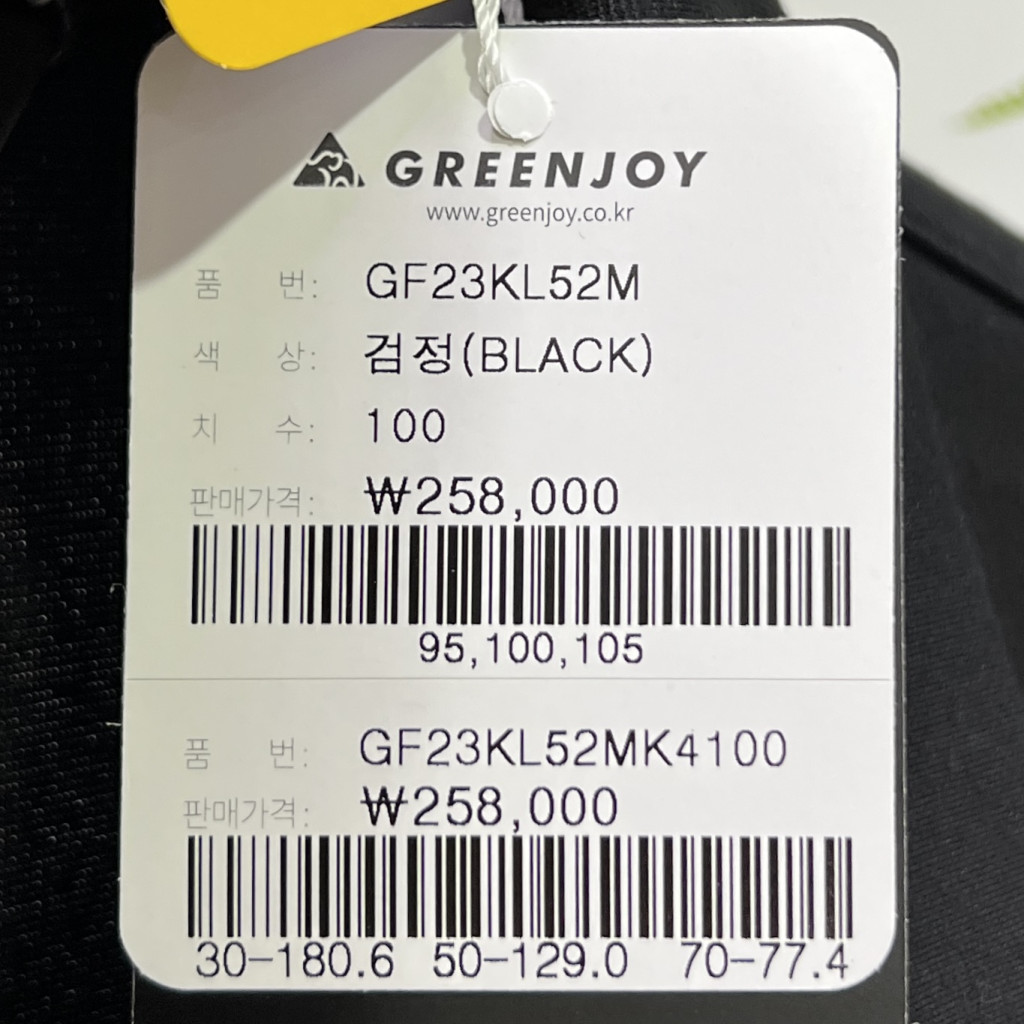 GREENJOY
www.greenjoy.co.kr
품 번: GF23KL52M
색 상: 검정(BLACK)
치 수: 100
판매가격: ₩258,000
95,100,105
품 번: GF23KL52MK4100
판매가격: ₩258,000
30-180.6 50-129.0 70-77.4